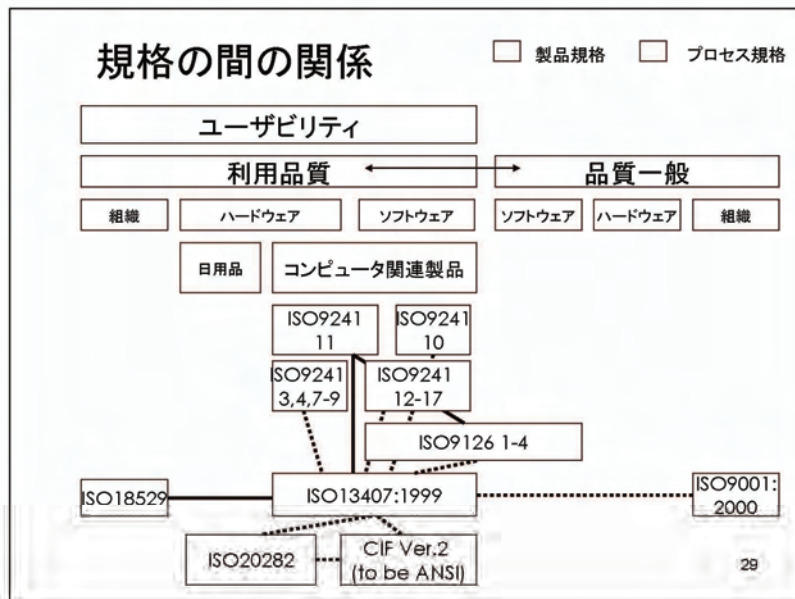 規格の間の関係
製品規格
プロセス規格
ユーザビリティ
利用品質
品質一般
組織
ハードウェア
ソフトウェア
ソフトウェア
ハードウェア
組織
日用品
コンピュータ関連製品
ISO9241
11
ISO9241
10
ISO9241
3,4,7-9
ISO9241
12-17
ISO9126 1-4
ISO18529
ISO13407:1999
ISO9001:
2000
ISO20282
CIF Ver.2
(to be ANSI)
29